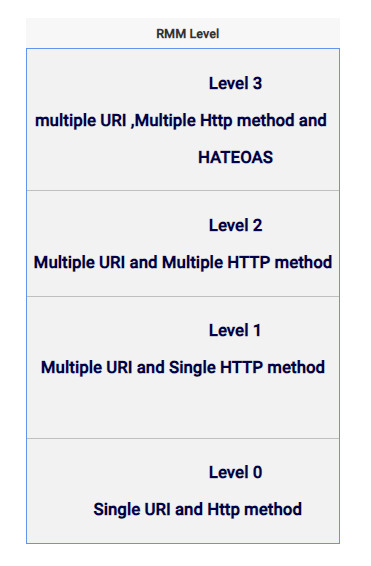 RMM Level
Level 3
multiple URI ,Multiple Http method and
HATEOAS
Level 2
Multiple URI and Multiple HTTP method
Level 1
Multiple URI and Single HTTP method
Level 0
Single URI and Http method